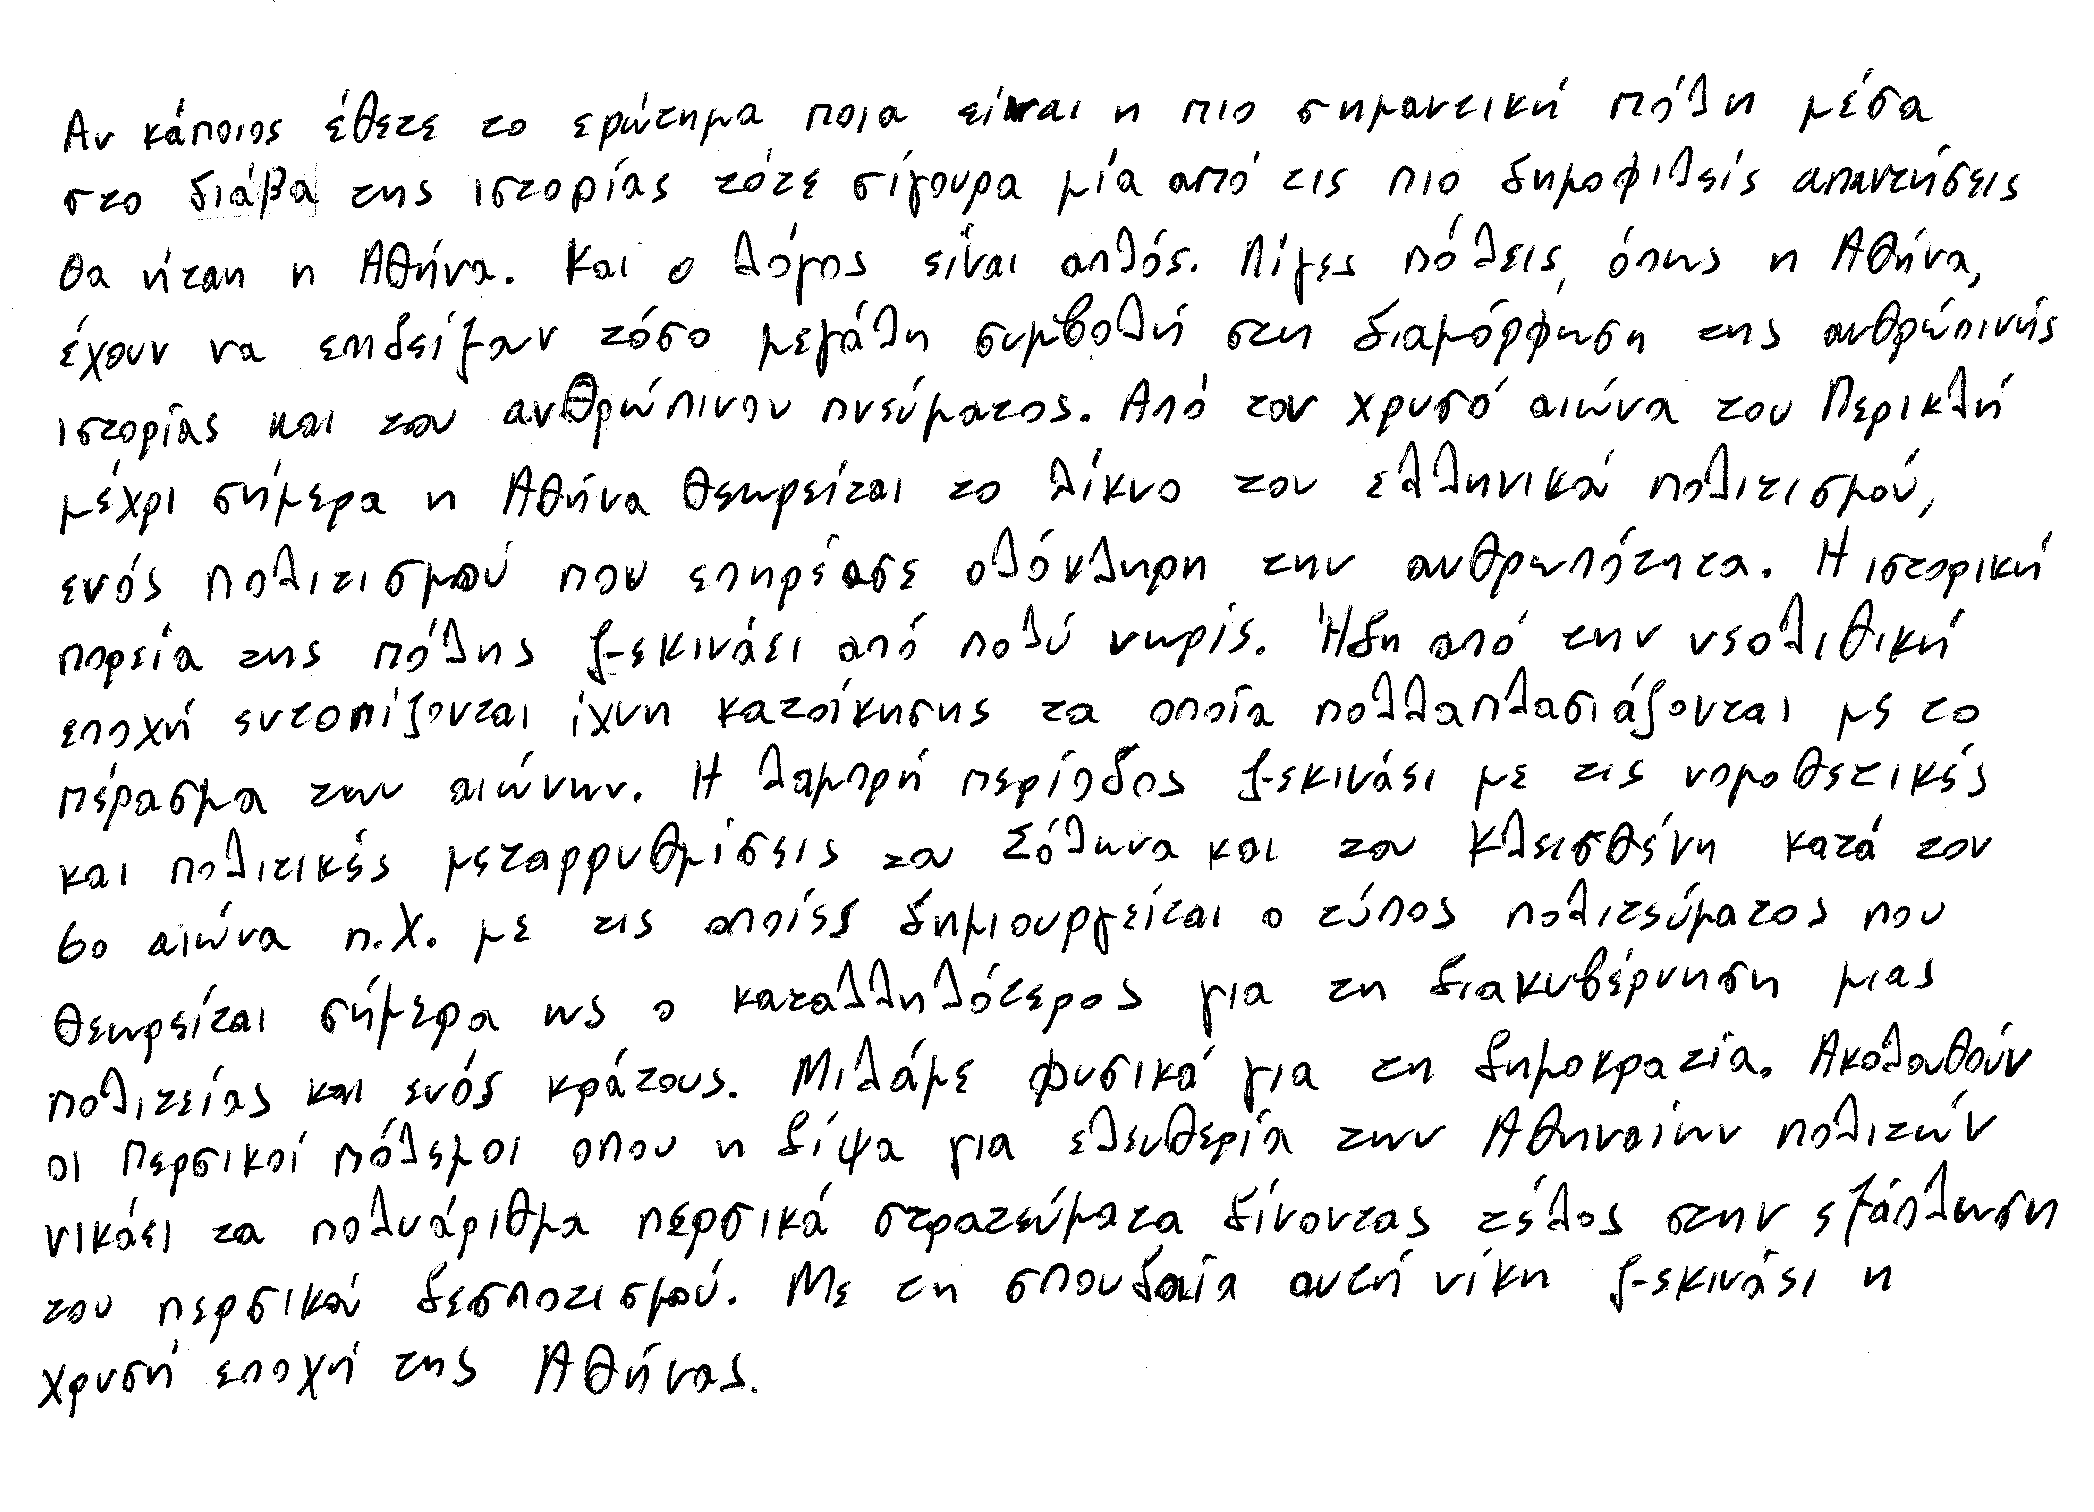 Αν κάποιος έθετε το ερώτημα ποια είναι η πιο σημαντική πόλη μέσα
στο διάβα της ιστορίας τότε σίγουρα μία από τις πιο δημοφιλείς απαντήσεις
θα ήταν η Αθήνα. Και ο λόγος είναι απλός. Λίγες πόλεις, όπως η Αθήνα,
έχουν να επιδείξουν τόσο μεγάλη συμβολή στη διαμόρφωση της ανθρώπινής
ιστορίας και του ανθρώπινου πνεύματος. Από τον χρυσό αιώνα του Περικλή
μέχρι σήμερα η Αθήνα θεωρείται το λίκνο του ελληνικού πολιτισμού,
ενός πολιτισμού που επηρέασε ολόκληρη την ανθρωπότητα. Η ιστορική
πορεία της πόλης ξεκινάει από πολύ νωρίς. Ήδη από την νεολιθική
εποχή εντοπίζονται ίχνη κατοίκησης τα οποία πολλαπλασιάζονται με το
πέρασμα των αιώνων. Η λαμπρή περίοδος ξεκινάει με τις νομοθετικές
και πολιτικές μεταρρυθμίσεις του Σόλωνα και του Κλεισθένη κατά τον
6ο αιώνα π.Χ. με τις οποίες δημιουργείται ο τύπος πολιτεύματος που
θεωρείται σήμερα ως ο καταλληλότερος για τη διακυβέρνηση μιας
πολιτείας και ενός κράτους. Μιλάμε φυσικά για τη δημοκρατία. Ακολουθούν
οι Περσικοί πόλεμοι οπου η δίψα για ελευθερία των Αθηναίων πολιτών
νικάει τα πολυάριθμα περσικά στρατεύματα δίνοντας τέλος στην εξάπλωση
του περσικού δεσποτισμού. Με τη σπουδαία αυτή νίκη ξεκινάει η
χρυσή εποχή της Αθήνας.